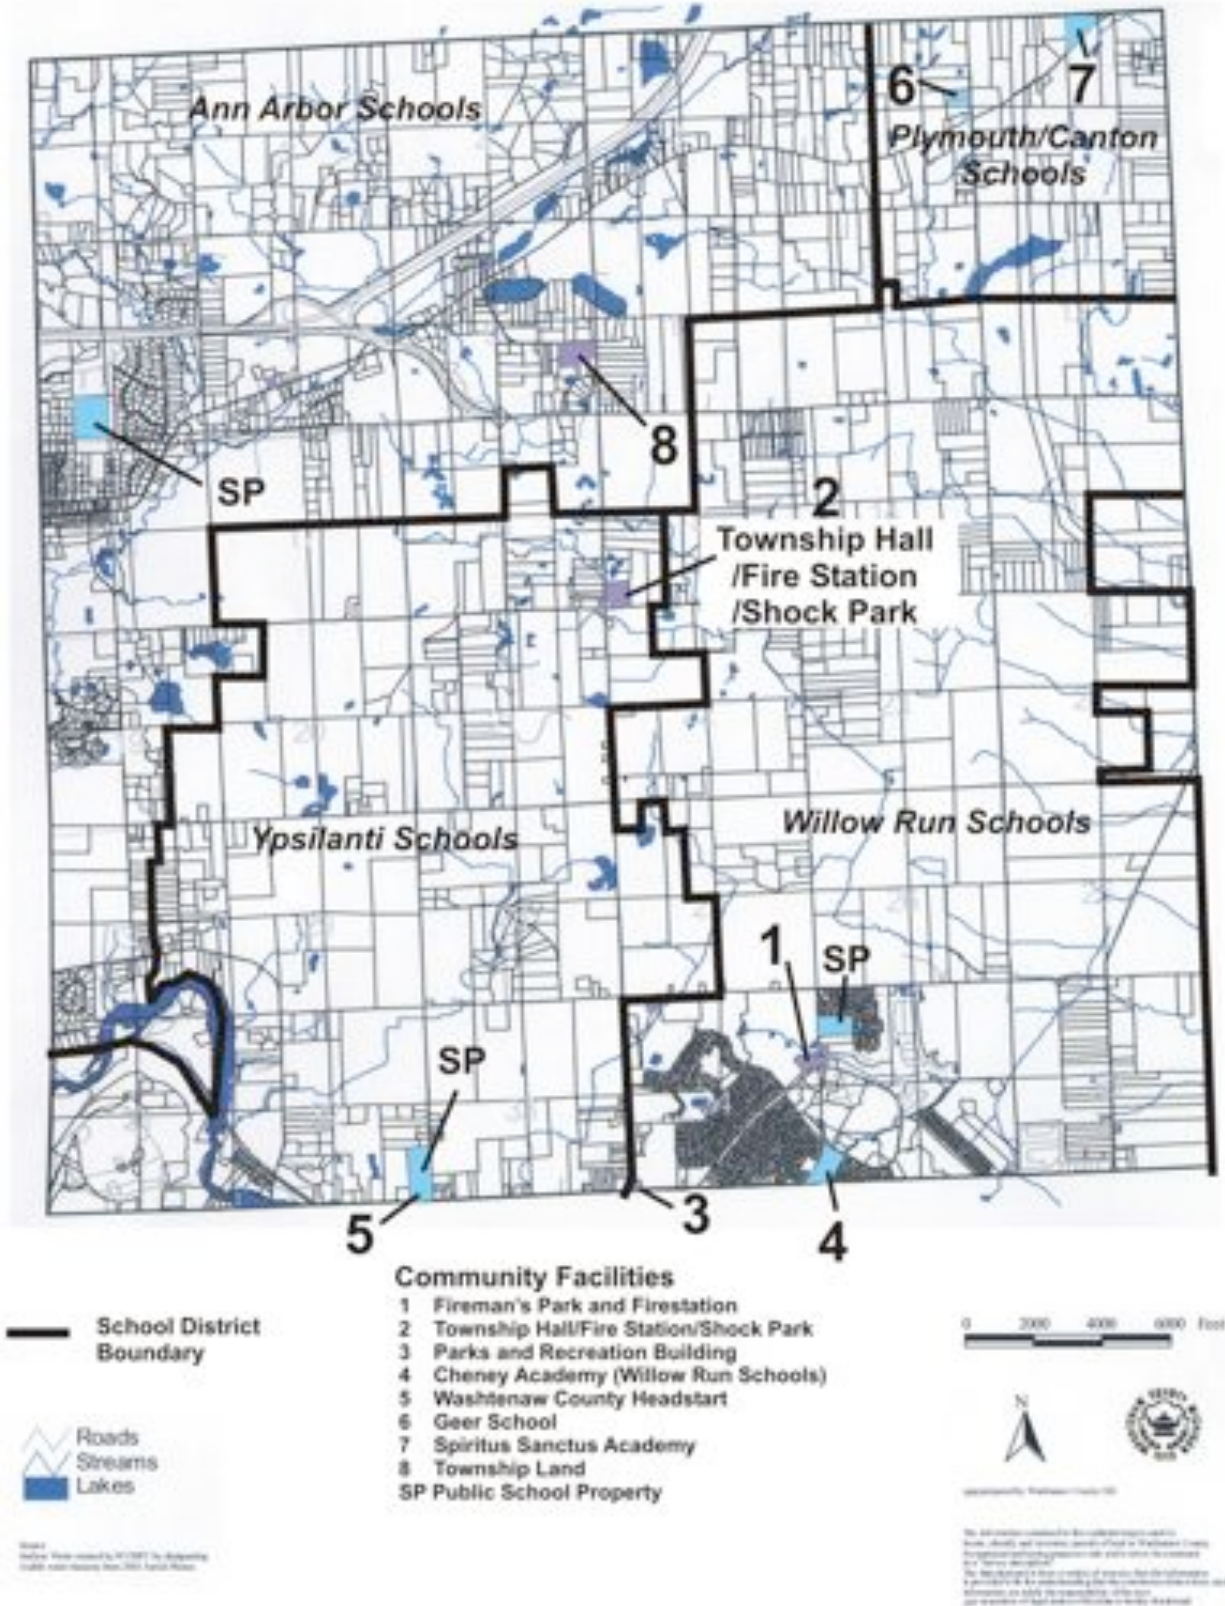 Ann Arbor Schools
6
7
Plymouth/Canton
Schools
8
SP
2
Township Hall
/Fire Station
/Shock Park
Ypsilanti Schools
Willow Run Schools
1
SP
SP
5
3
4
Community Facilities
1 Fireman's Park and Firestation
2 Township Hall/Fire Station/Shock Park
3 Parks and Recreation Building
4 Cheney Academy (Willow Run Schools)
5 Washtenaw County Headstart
6 Geer School
7 Spiritus Sanctus Academy
8 Township Land
SP Public School Property
School District
Boundary
Roads
Streams
Lakes
0 2000 4000 6000 Feet
N